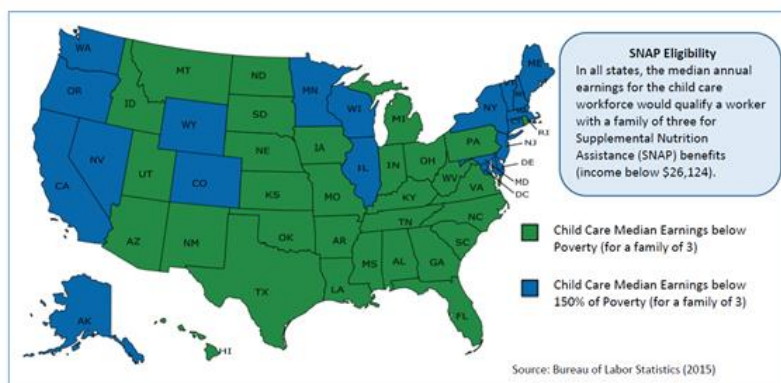 WA
OR
CA
NV
ID
MT
WY
UT
AZ
CO
NM
ND
SD
NE
KS
OK
TX
MN
IA
MO
AR
LA
WI
IL
MS
MI
IN
OH
KY
TN
AL
GA
FL
SC
NC
VA
WV
PA
NY
ME
RI
NJ
DE
MD
DC
AK
HI
SNAP Eligibility
In all states, the median annual
earnings for the child care
workforce would qualify a worker
with a family of three for
Supplemental Nutrition
Assistance (SNAP) benefits
(income below $26,124).
Child Care Median Earnings below
Poverty (for a family of 3)
Child Care Median Earnings below
150% of Poverty (for a family of 3)
Source: Bureau of Labor Statistics (2015)